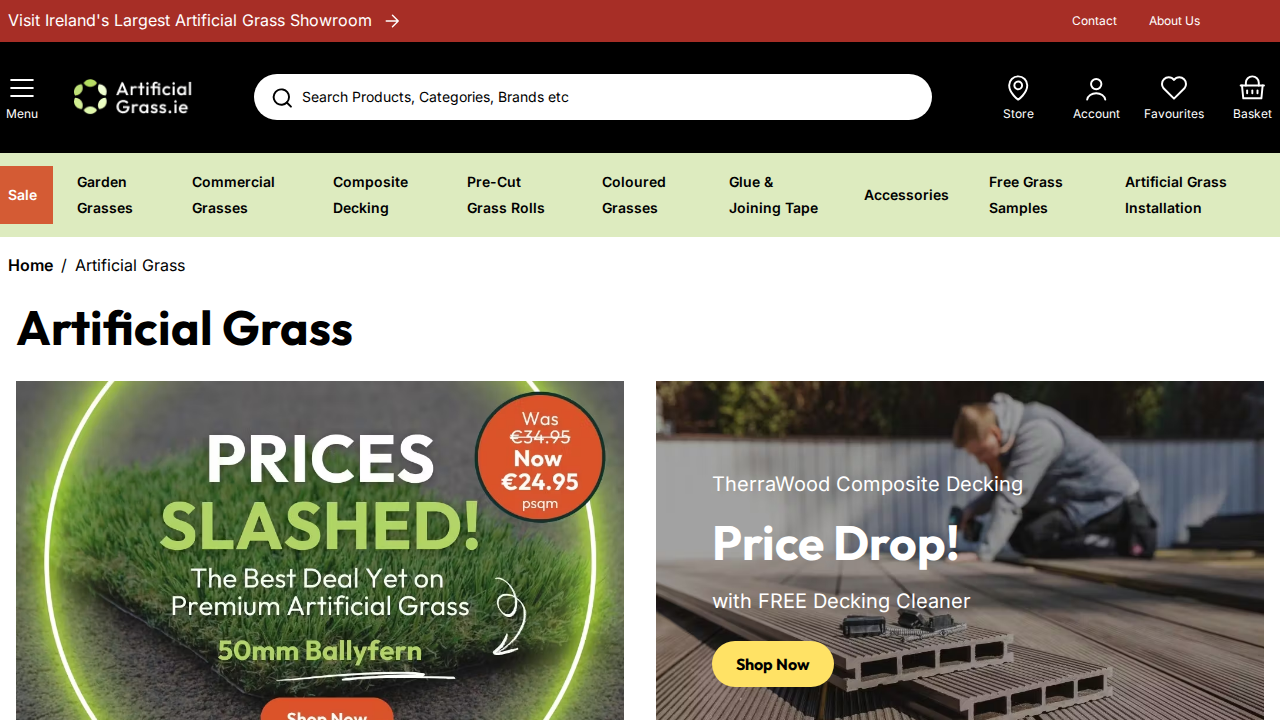 Visit Ireland's Largest Artificial Grass Showroom
Contact
About Us
Menu
Artificial
Grass.ie
Search Products, Categories, Brands etc
Store
Account
Favourites
Basket
Sale
Garden
Grasses
Commercial
Grasses
Composite
Decking
Pre-Cut
Grass Rolls
Coloured
Grasses
Glue &
Joining Tape
Accessories
Free Grass
Samples
Artificial Grass
Installation
Home / Artificial Grass
Artificial Grass
PRICES
SLASHED!
The Best Deal Yet on
Premium Artificial Grass
50mm Ballyfern
Shop Now
Was
€34.95
Now
€24.95
psqm
TherraWood Composite Decking
Price Drop!
with FREE Decking Cleaner
Shop Now